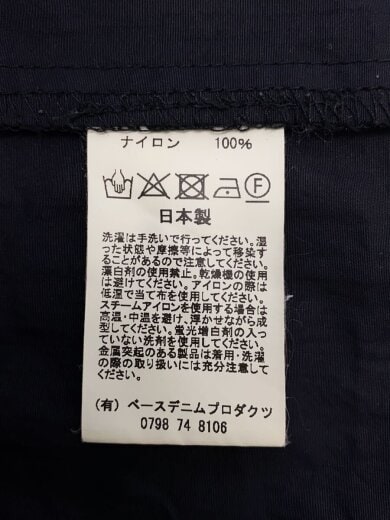 ナイロン 100%
日本製
洗濯は手洗いで行ってください。湿
った状態や摩擦等によって移染す
ることがあるので注意してください。
漂白剤の使用禁止。乾燥機の使用
は避けてください。アイロンの際は
低温で当て布を使用してください。
スチームアイロンを使用する場合は
高温・中温を避け、浮かせながら成
型してください。蛍光増白剤の入っ
ていない洗剤を使用してください。
金属突起のある製品は着用・洗濯
の際の取り扱いには充分注意して
ください。
(有) ベースデニムプロダクツ
0798 74 8106